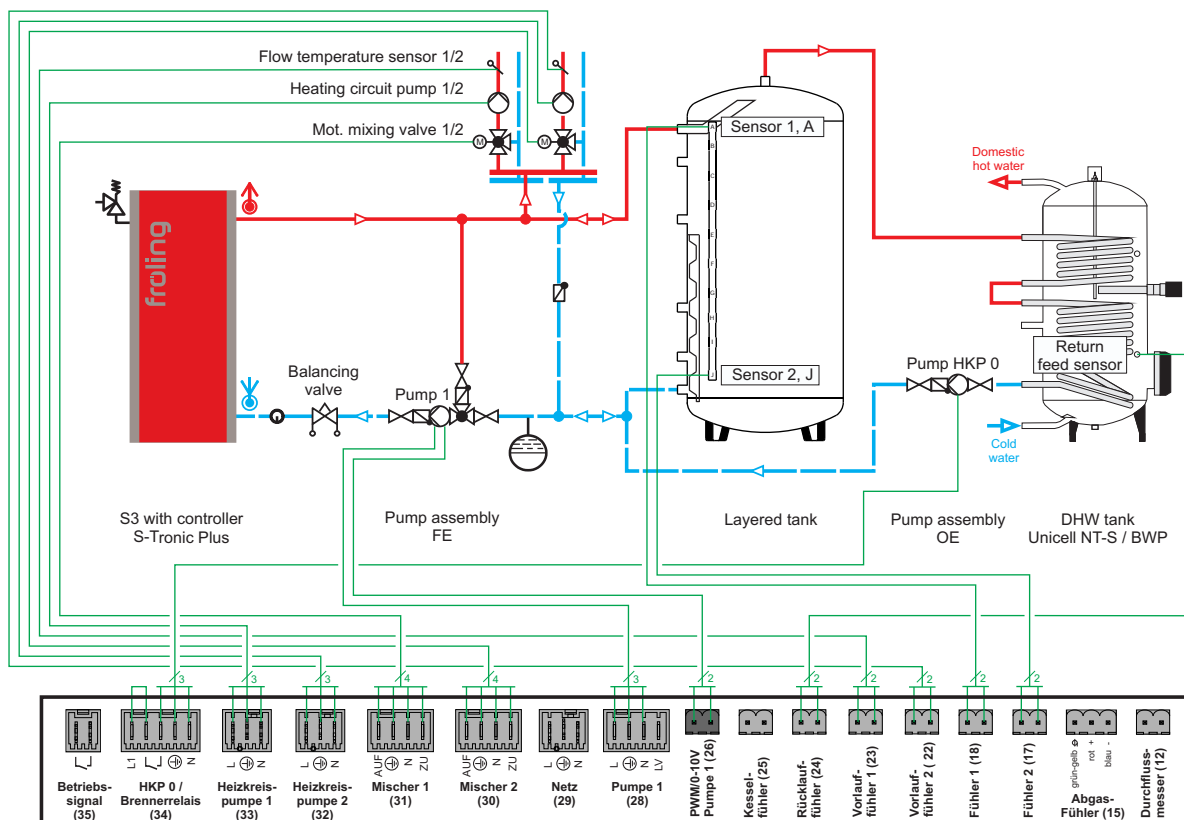 Flow temperature sensor 1/2
Heating circuit pump 1/2
Mot. mixing valve 1/2
M
M
fröling
Balancing
valve
Pump 1
Sensor 1, A
A
B
C
D
E
F
G
H
I
J
Sensor 2, J
Domestic
hot water
Return
feed sensor
Pump HKP 0
Cold
water
S3 with controller
S-Tronic Plus
Pump assembly
FE
Layered tank
Pump assembly
OE
DHW tank
Unicell NT-S / BWP
3
3
3
4
4
3
2
2
2
2
2
2
L1
N
L
N
L
N
AUF
N
ZU
AUF
N
ZU
L
N
L
N
LV
grün-gelb
rot +
blau -
Betriebs-
signal
(35)
HKP 0 /
Brennerrelais
(34)
Heizkreis-
pumpe 1
(33)
Heizkreis-
pumpe 2
(32)
Mischer 1
(31)
Mischer 2
(30)
Netz
(29)
Pumpe 1
(28)
PWM/0-10V
Pumpe 1 (26)
Kessel-
fühler (25)
Rücklauf-
fühler (24)
Vorlauf-
fühler 1 (23)
Vorlauf-
fühler 2 (22)
Fühler 1 (18)
Fühler 2 (17)
Abgas-
Fühler (15)
Durchfluss-
messer (12)